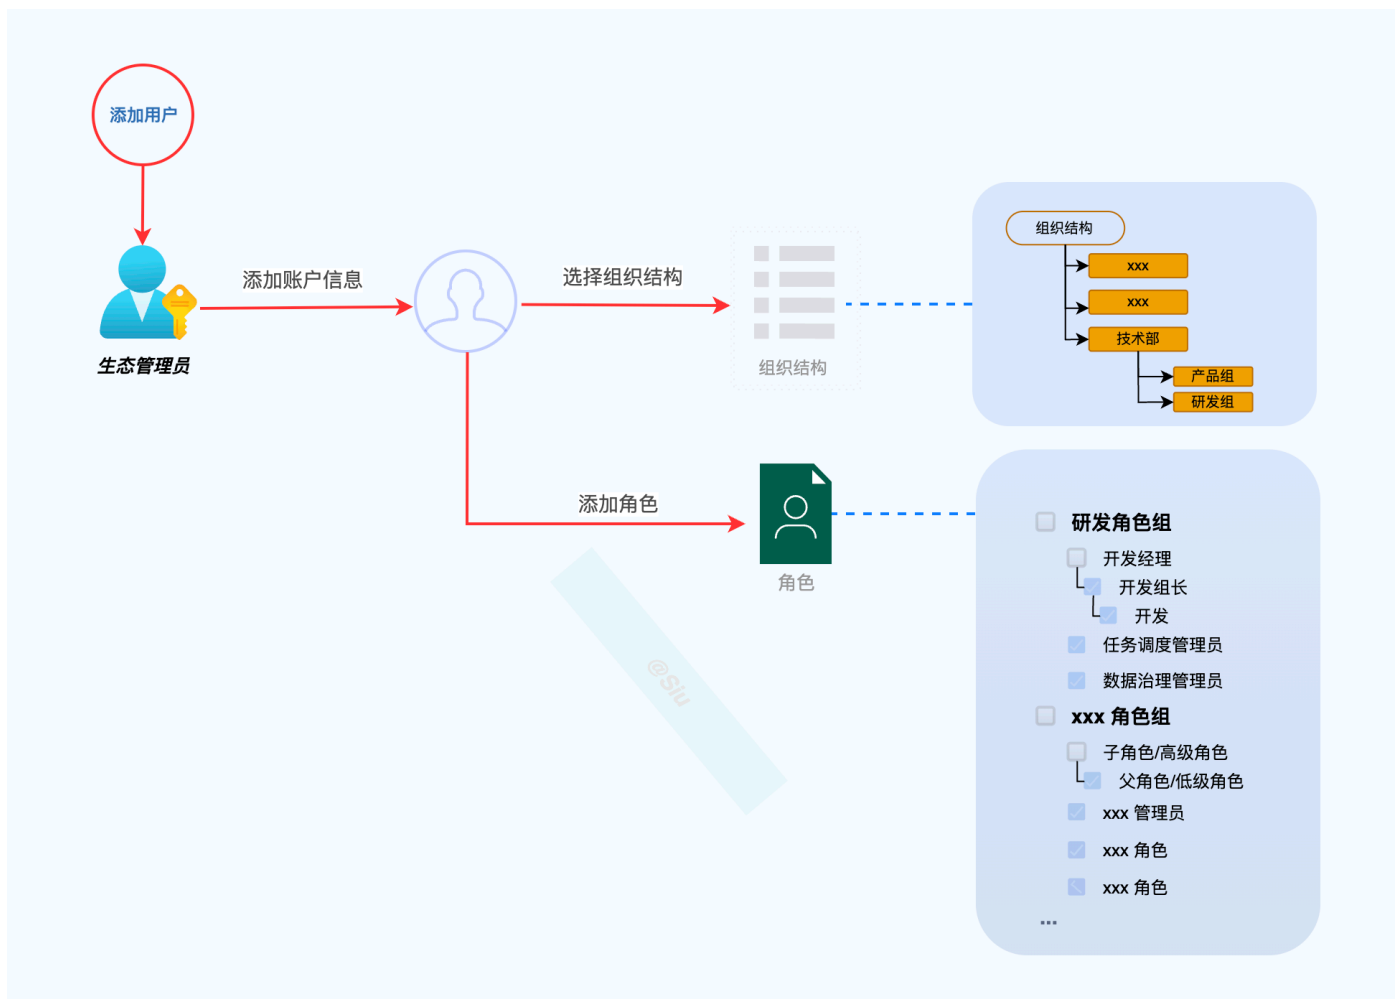 添加用户
生态管理员
添加账户信息
选择组织结构
组织结构
添加角色
角色
@Siu
组织结构
xxx
xxx
技术部
产品组
研发组
研发角色组
开发经理
开发组长
开发
任务调度管理员
数据治理管理员
xxx 角色组
子角色/高级角色
父角色/低级角色
xxx 管理员
xxx 角色
xxx 角色
...